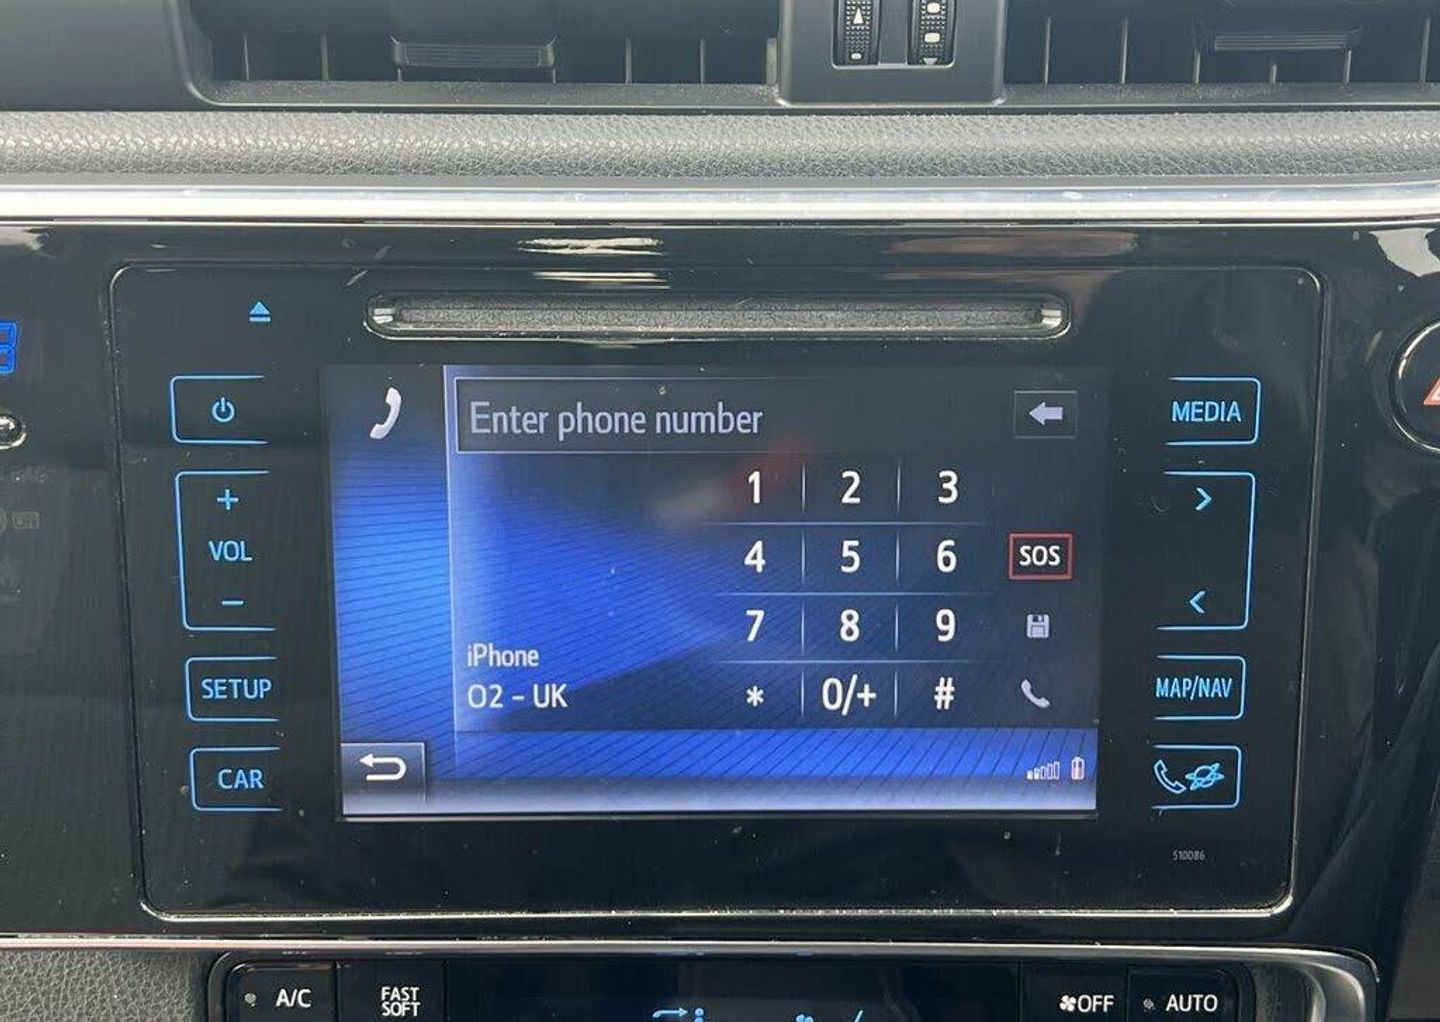 Enter phone number
MEDIA
1 2 3
+
VOL
−
4 5 6 SOS
7 8 9
iPhone
O2 – UK
* 0/+ #
SETUP
MAP/NAV
CAR
510086
A/C
FAST
SOFT
OFF
AUTO